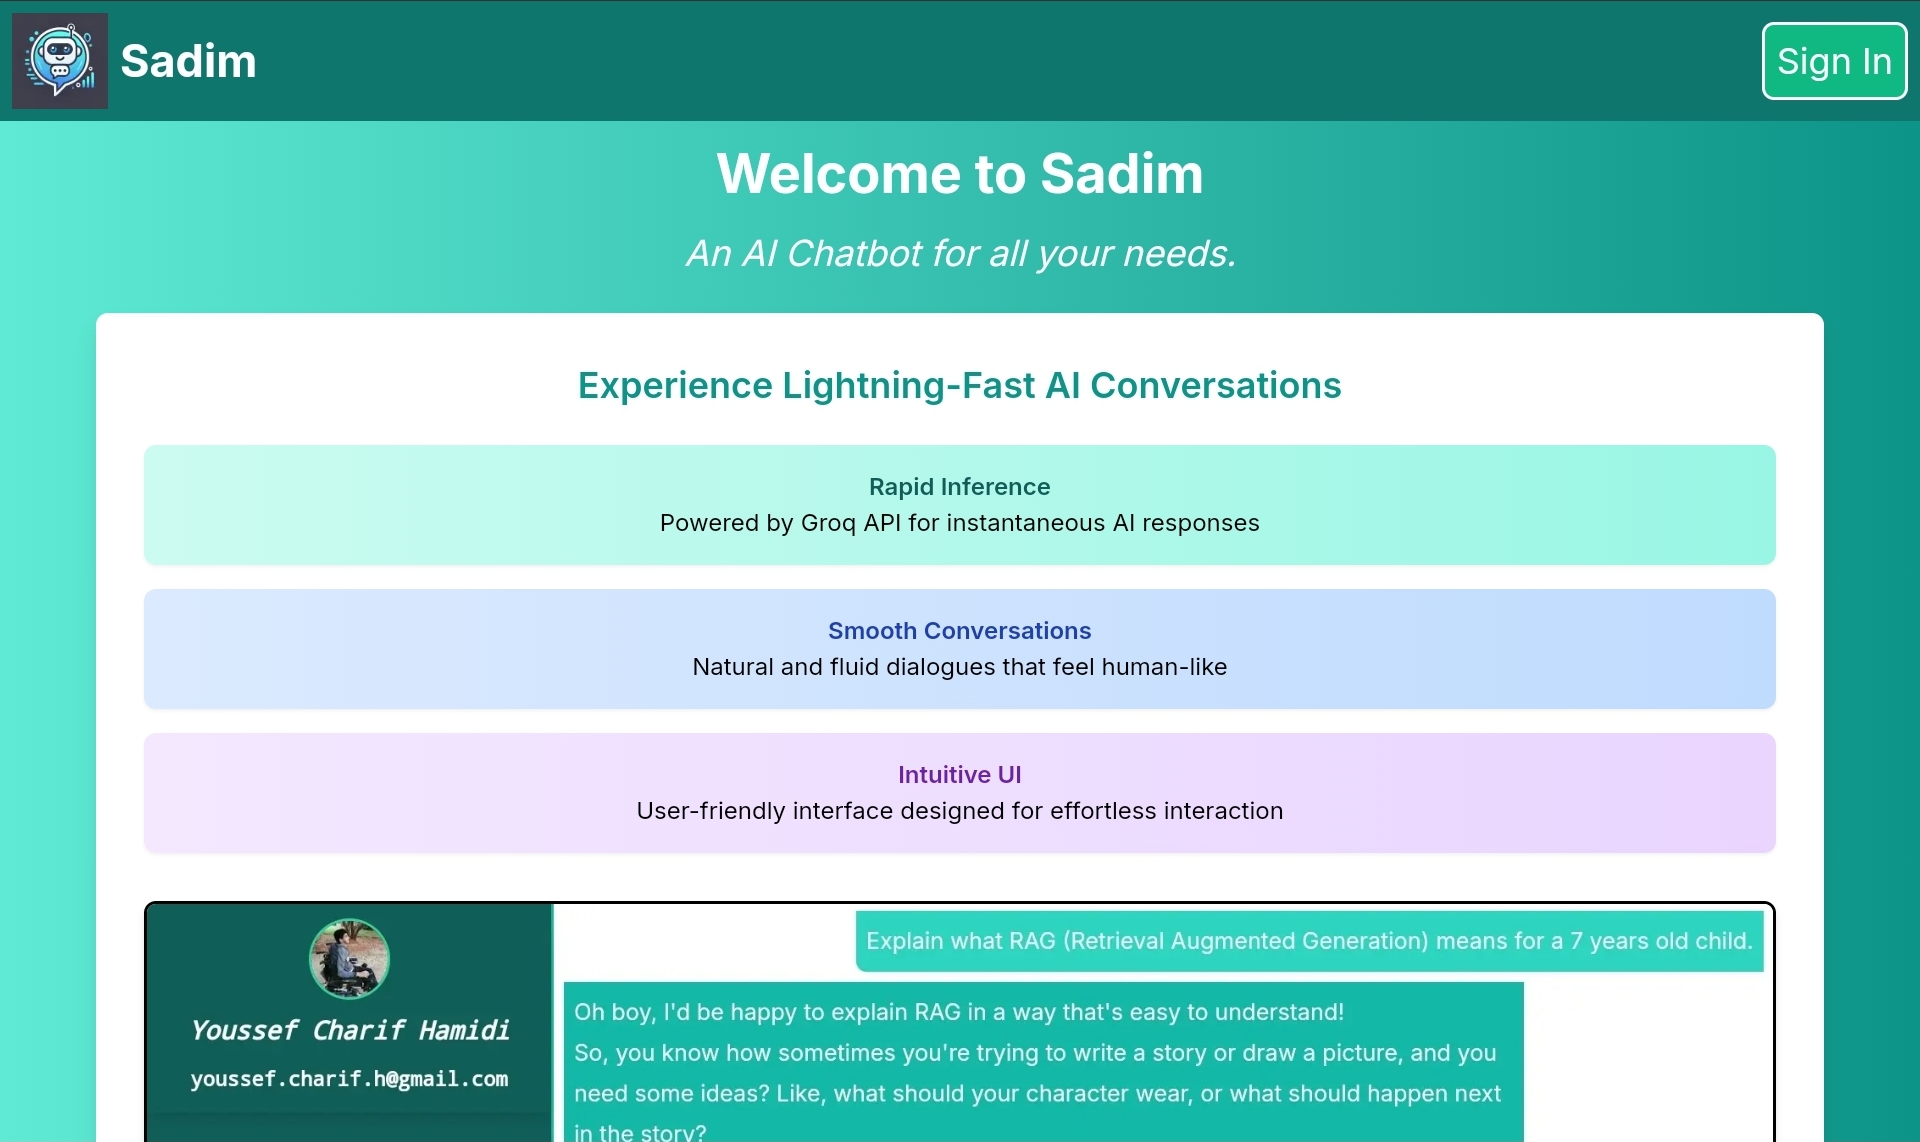 Sadim
Sign In
Welcome to Sadim
An AI Chatbot for all your needs.
Experience Lightning-Fast AI Conversations
Rapid Inference
Powered by Groq API for instantaneous AI responses
Smooth Conversations
Natural and fluid dialogues that feel human-like
Intuitive UI
User-friendly interface designed for effortless interaction
Youssef Charif Hamidi
youssef.charif.h@gmail.com
Explain what RAG (Retrieval Augmented Generation) means for a 7 years old child.
Oh boy, I'd be happy to explain RAG in a way that's easy to understand!
So, you know how sometimes you're trying to write a story or draw a picture, and you
need some ideas? Like, what should your character wear, or what should happen next
in the story?